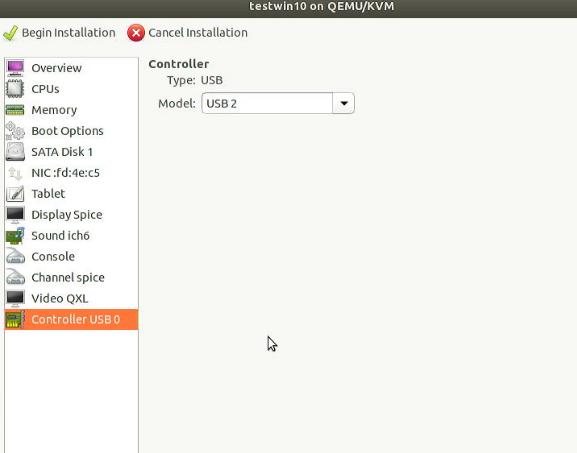 testwin10 on QEMU/KVM
Begin Installation Cancel Installation
Overview
CPUs
Memory
Boot Options
SATA Disk 1
NIC :fd:4e:c5
Tablet
Display Spice
Sound ich6
Console
Channel spice
Video QXL
Controller USB 0
Controller
Type: USB
Model: USB 2